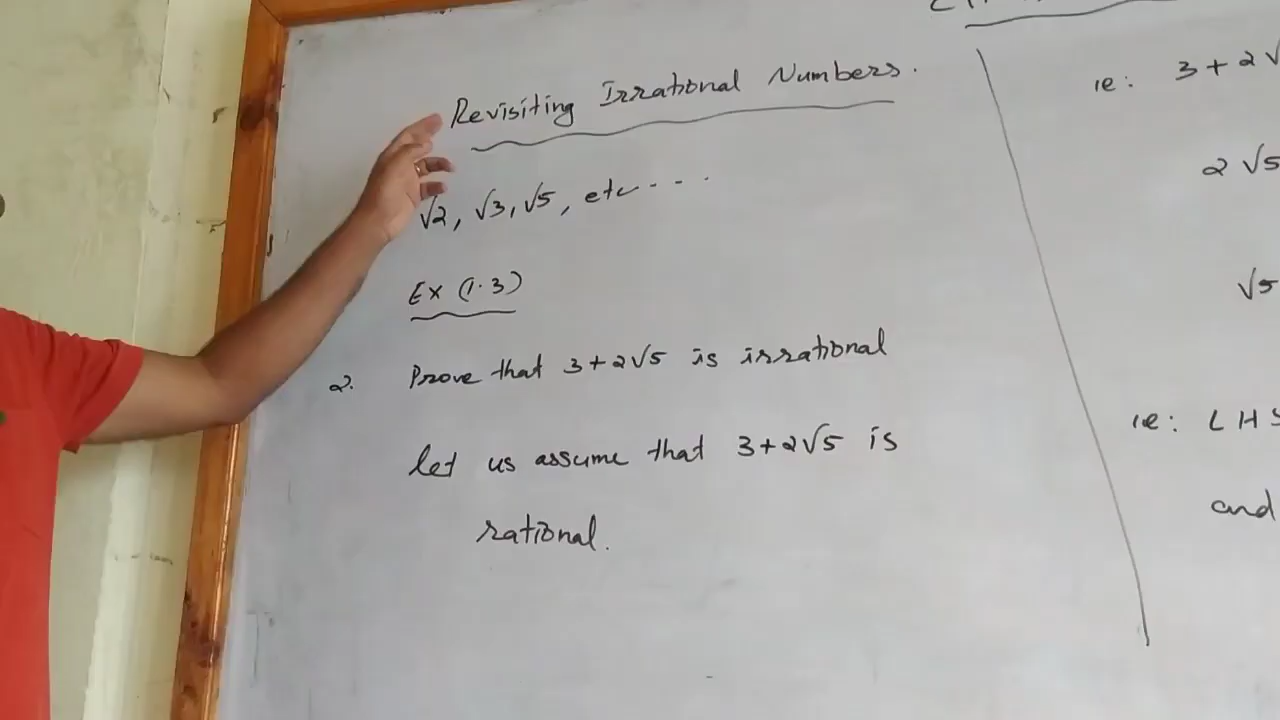 Revisiting Irrational Numbers.
√2, √3, √5, etc - - -
Ex (1.3)
2. Prove that 3+2√5 is irrational
let us assume that 3+2√5 is
rational.
ie: 3+2√
2√5
√5
ie: LHS
and